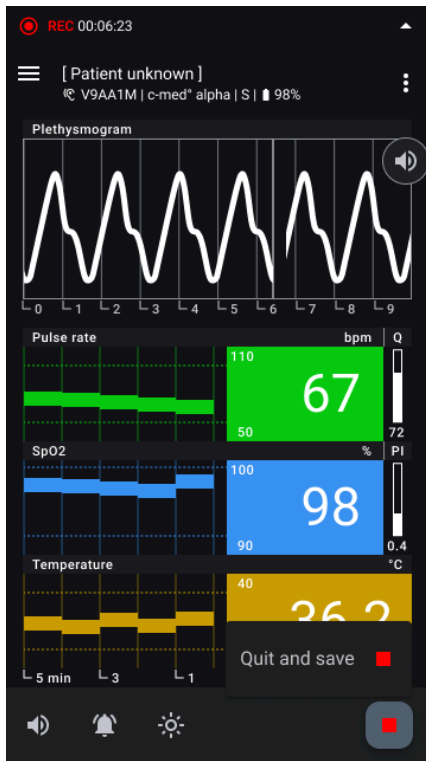 REC 00:06:23
[ Patient unknown ]
V9AA1M | c-med° alpha | S | 98%
Plethysmogram
0 1 2 3 4 5 6 7 8 9
Pulse rate bpm Q
110
67
50 72
SpO2 % PI
100
98
90 0.4
Temperature °C
40
36.2
Quit and save
5 min 3 1